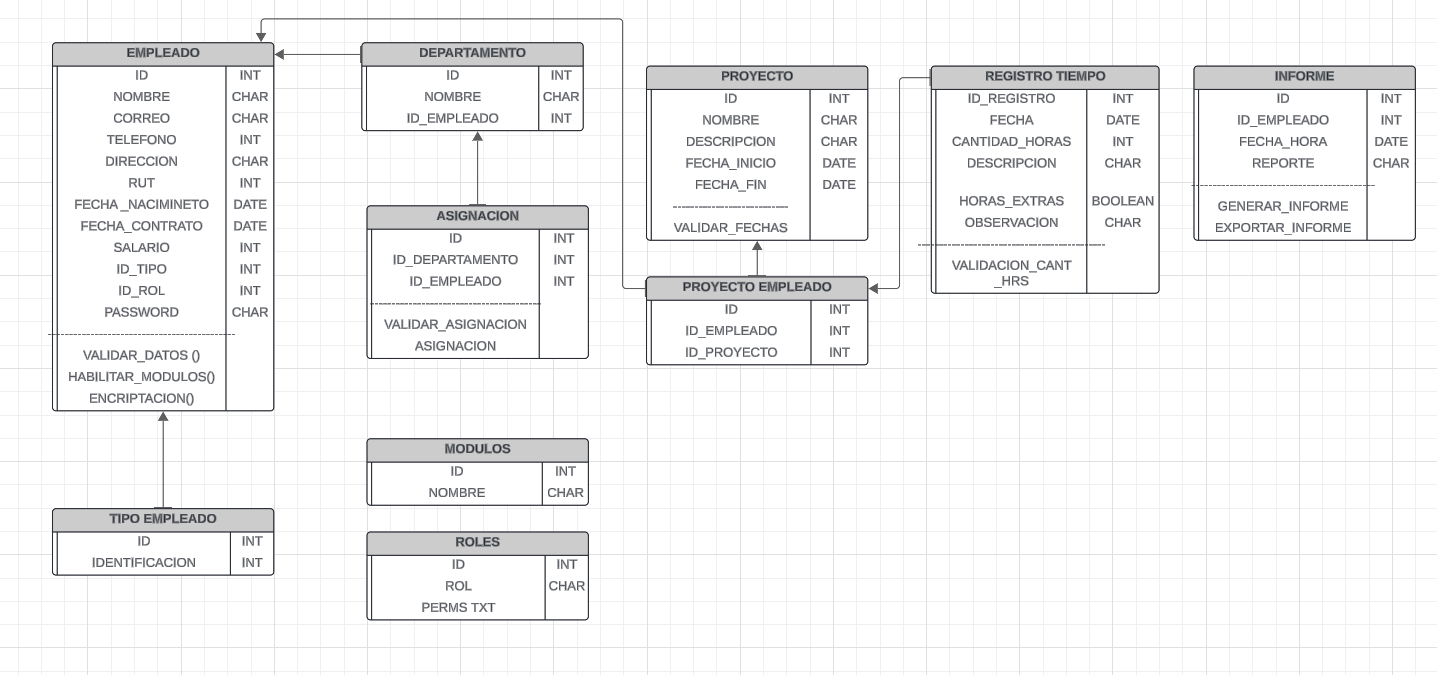 EMPLEADO
ID INT
NOMBRE CHAR
CORREO CHAR
TELEFONO INT
DIRECCION CHAR
RUT INT
FECHA_NACIMINETO DATE
FECHA_CONTRATO DATE
SALARIO INT
ID_TIPO INT
ID_ROL INT
PASSWORD CHAR
VALIDAR_DATOS ()
HABILITAR_MODULOS()
ENCRIPTACION()
TIPO EMPLEADO
ID INT
IDENTIFICACION INT
DEPARTAMENTO
ID INT
NOMBRE CHAR
ID_EMPLEADO INT
ASIGNACION
ID INT
ID_DEPARTAMENTO INT
ID_EMPLEADO INT
VALIDAR_ASIGNACION
ASIGNACION
MODULOS
ID INT
NOMBRE CHAR
ROLES
ID INT
ROL CHAR
PERMS TXT
PROYECTO
ID INT
NOMBRE CHAR
DESCRIPCION CHAR
FECHA_INICIO DATE
FECHA_FIN DATE
VALIDAR_FECHAS
PROYECTO EMPLEADO
ID INT
ID_EMPLEADO INT
ID_PROYECTO INT
REGISTRO TIEMPO
ID_REGISTRO INT
FECHA DATE
CANTIDAD_HORAS INT
DESCRIPCION CHAR
HORAS_EXTRAS BOOLEAN
OBSERVACION CHAR
VALIDACION_CANT
_HRS
INFORME
ID INT
ID_EMPLEADO INT
FECHA_HORA DATE
REPORTE CHAR
GENERAR_INFORME
EXPORTAR_INFORME